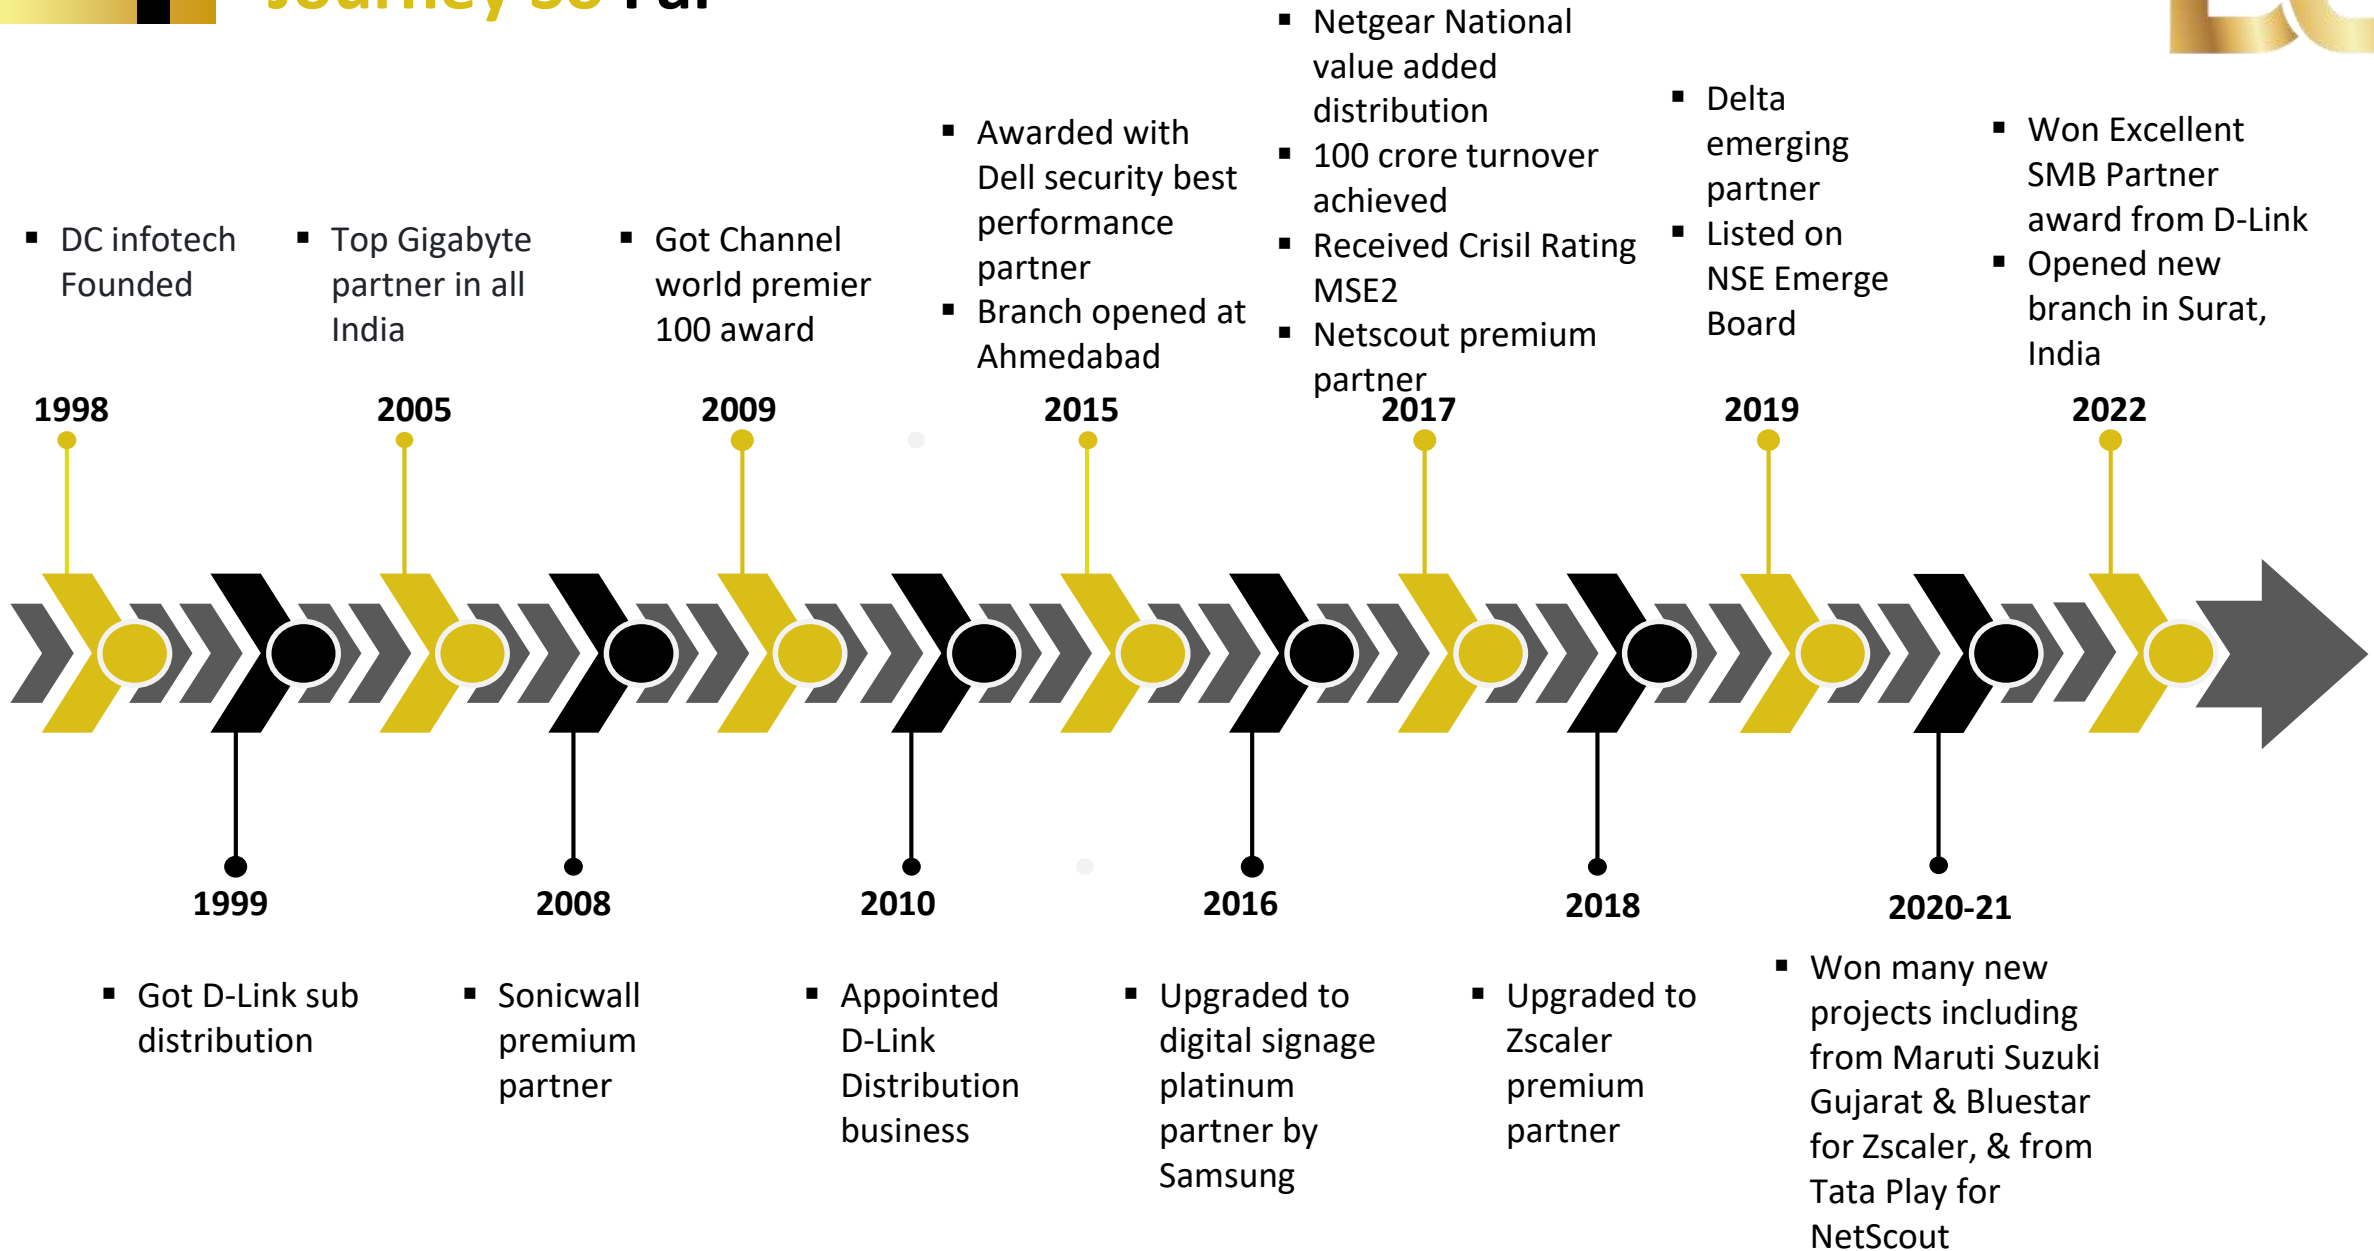 Journey So Far
DC
▪ DC infotech
Founded
1998
▪ Top Gigabyte
partner in all
India
2005
▪ Got Channel
world premier
100 award
2009
▪ Awarded with
Dell security best
performance
partner
▪ Branch opened at
Ahmedabad
2015
▪ Netgear National
value added
distribution
▪ 100 crore turnover
achieved
▪ Received Crisil Rating
MSE2
▪ Netscout premium
partner
2017
▪ Delta
emerging
partner
▪ Listed on
NSE Emerge
Board
2019
▪ Won Excellent
SMB Partner
award from D-Link
▪ Opened new
branch in Surat,
India
2022
1999
▪ Got D-Link sub
distribution
2008
▪ Sonicwall
premium
partner
2010
▪ Appointed
D-Link
Distribution
business
2016
▪ Upgraded to
digital signage
platinum
partner by
Samsung
2018
▪ Upgraded to
Zscaler
premium
partner
2020-21
▪ Won many new
projects including
from Maruti Suzuki
Gujarat & Bluestar
for Zscaler, & from
Tata Play for
NetScout